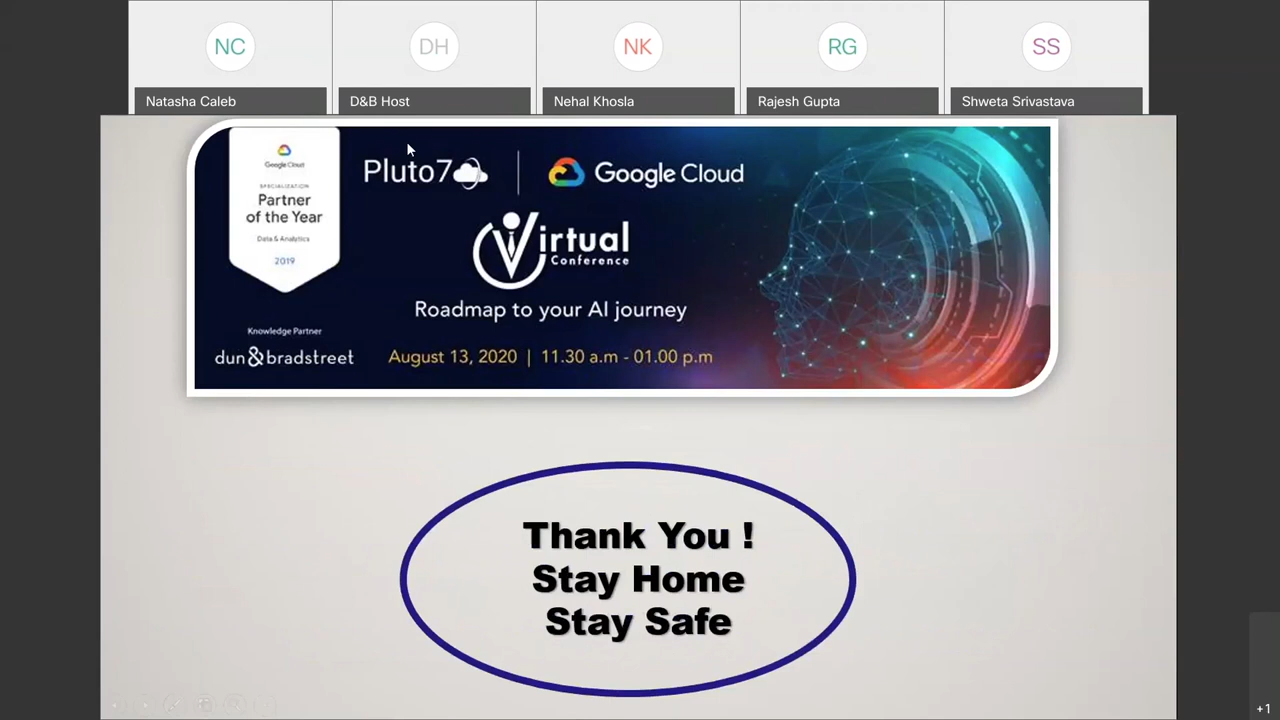 NC
DH
NK
RG
SS
Natasha Caleb
D&B Host
Nehal Khosla
Rajesh Gupta
Shweta Srivastava
Google Cloud
SPECIALIZATION
Partner
of the Year
Data & Analytics
2019
Knowledge Partner
dun&bradstreet
Pluto7
Google Cloud
Virtual
Conference
Roadmap to your AI journey
August 13, 2020 | 11.30 a.m - 01.00 p.m
Thank You !
Stay Home
Stay Safe
+1